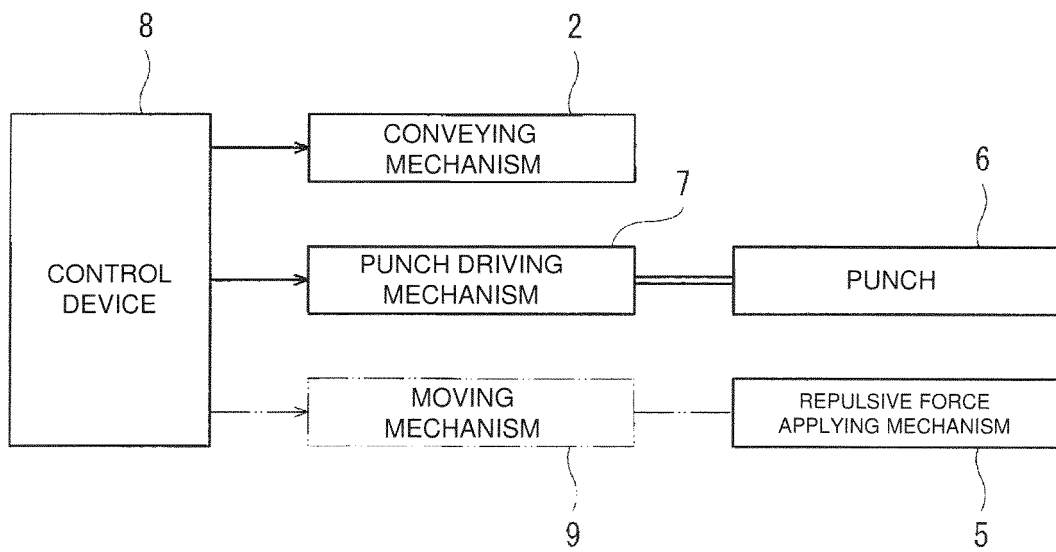 8
2
CONVEYING
MECHANISM
7
6
CONTROL
DEVICE
PUNCH DRIVING
MECHANISM
PUNCH
MOVING
MECHANISM
REPULSIVE FORCE
APPLYING MECHANISM
9
5